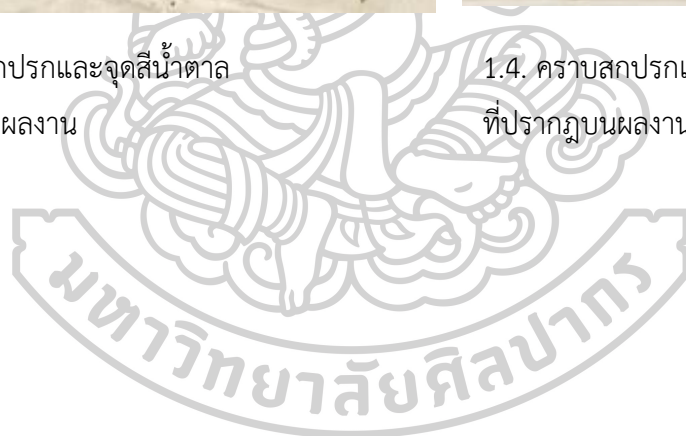 ปรกและจุดสีน้ำตาล
ผลงาน
1.4. คราบสกปรก
ที่ปรากฏบนผลงาน
มหาวิทยาลัยศิลปากร